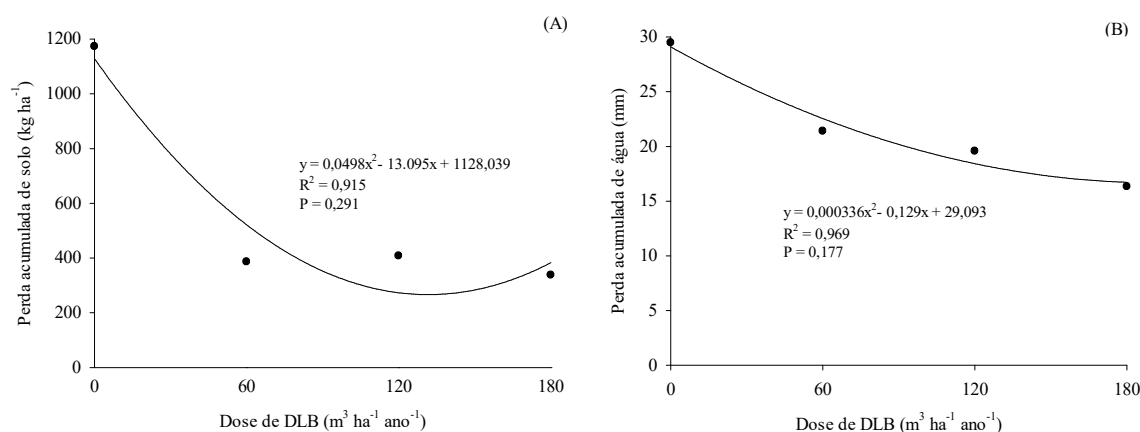 (A)
1200
1000
800
600
400
200
0
Perda acumulada de solo (kg ha⁻¹)
y = 0,0498x² - 13.095x + 1128,039
R² = 0,915
P = 0,291
0 60 120 180
Dose de DLB (m³ ha⁻¹ ano⁻¹)
(B)
30
25
20
15
10
5
0
Perda acumulada de água (mm)
y = 0,000336x² - 0,129x + 29,093
R² = 0,969
P = 0,177
0 60 120 180
Dose de DLB (m³ ha⁻¹ ano⁻¹)